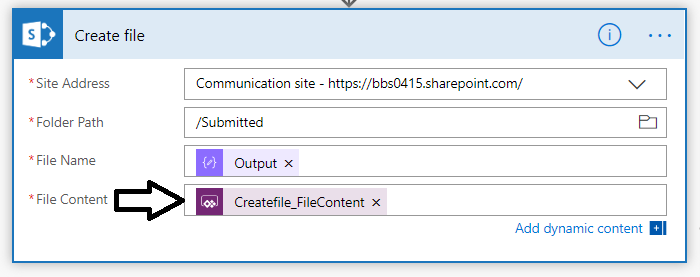 Create file
*Site Address
Communication site - https://bbs0415.sharepoint.com/
*Folder Path
/Submitted
*File Name
Output ×
*File Content
Createfile_FileContent ×
Add dynamic content